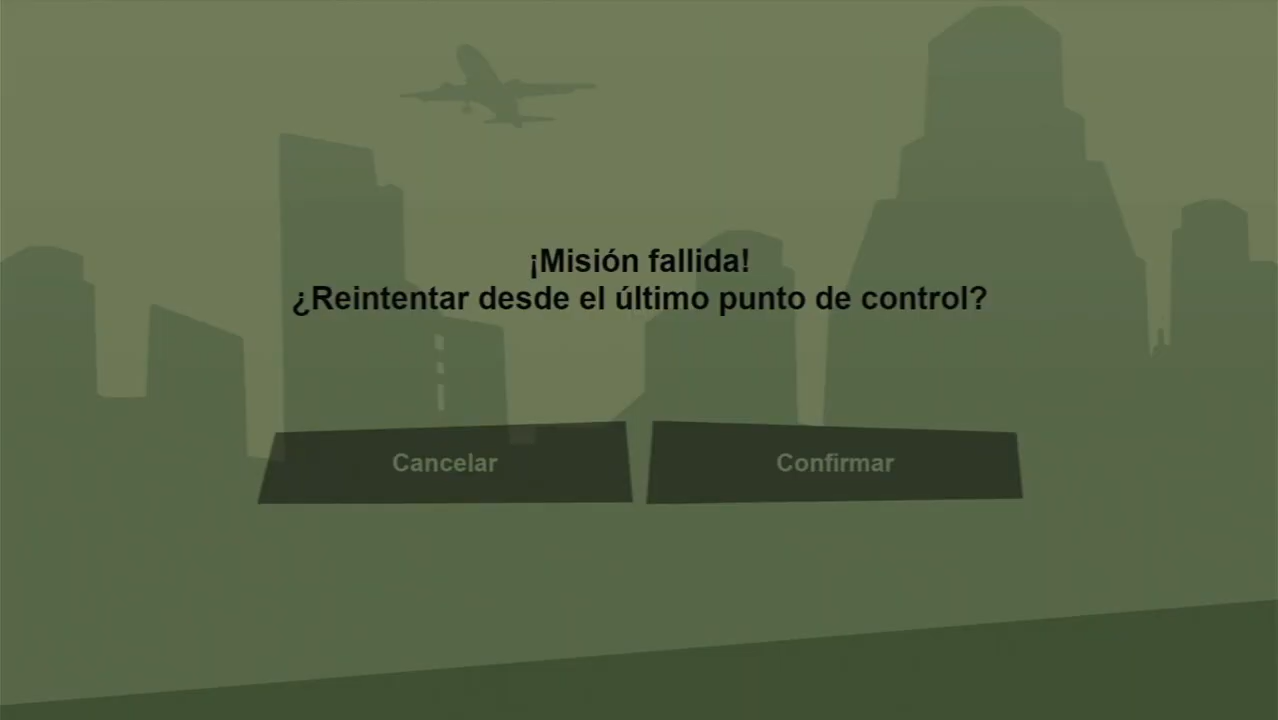 ¡Misión fallida!
¿Reintentar desde el último punto de control?
Cancelar
Confirmar